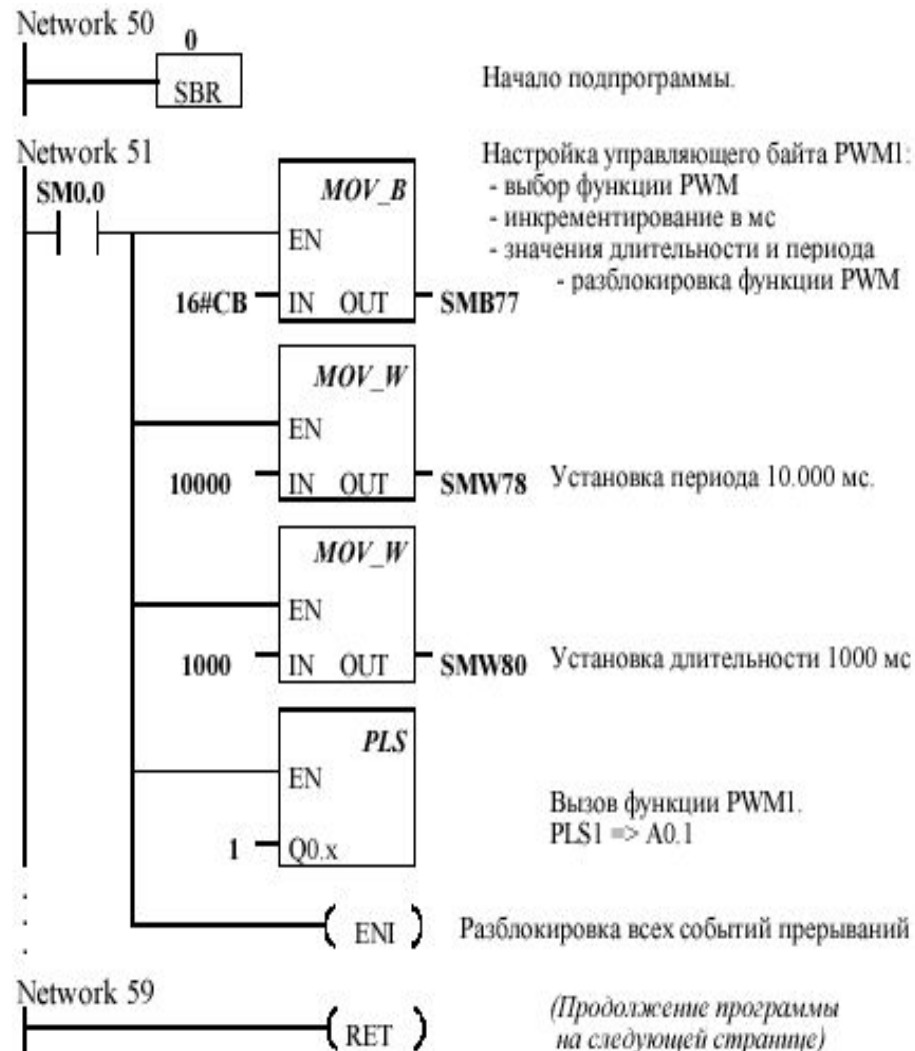 Network 50
0
SBR
Начало подпрограммы.
Network 51
SM0.0
MOV_B
EN
16#CB IN OUT SMB77
Настройка управляющего байта PWM1:
- выбор функции PWM
- инкрементирование в мс
- значения длительности и периода
- разблокировка функции PWM
MOV_W
EN
10000 IN OUT SMW78
Установка периода 10.000 мс.
MOV_W
EN
1000 IN OUT SMW80
Установка длительности 1000 мс
PLS
EN
1 Q0.x
Вызов функции PWM1.
PLS1 => A0.1
ENI
Разблокировка всех событий прерываний
Network 59
RET
(Продолжение программы
на следующей странице)